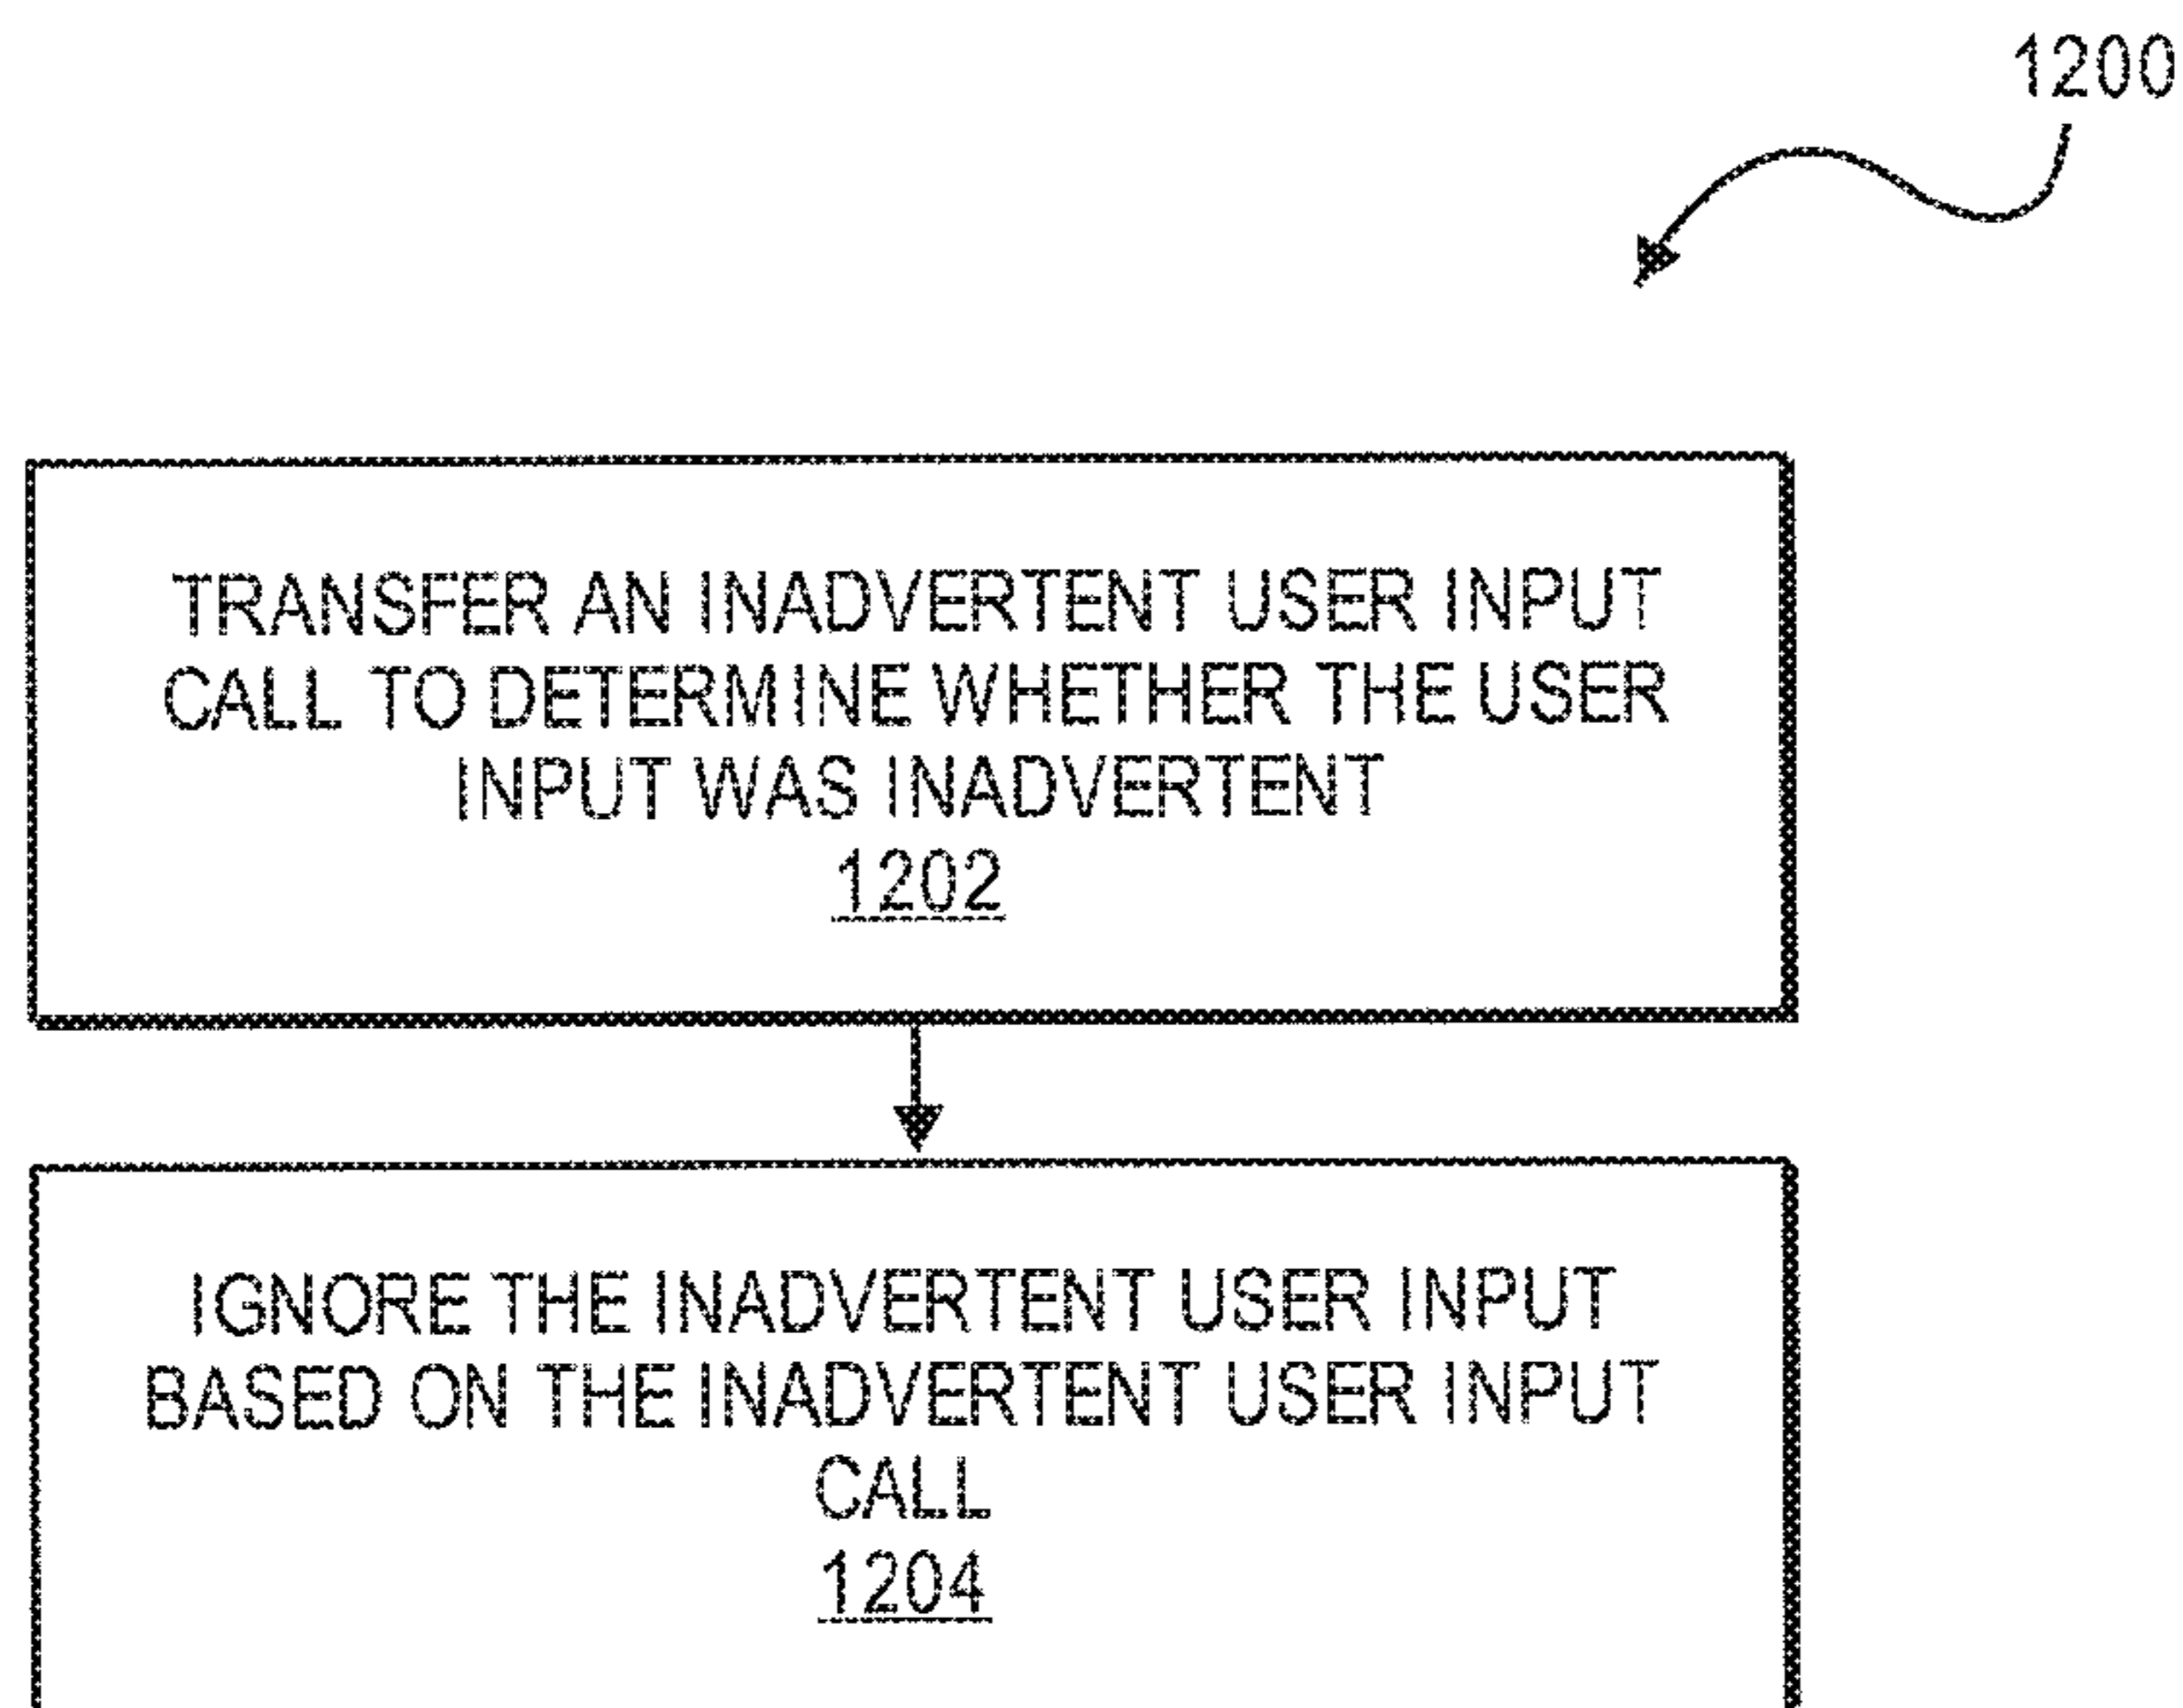 1200
TRANSFER AN INADVERTENT USER INPUT
CALL TO DETERMINE WHETHER THE USER
INPUT WAS INADVERTENT
1202
IGNORE THE INADVERTENT USER INPUT
BASED ON THE INADVERTENT USER INPUT
CALL
1204